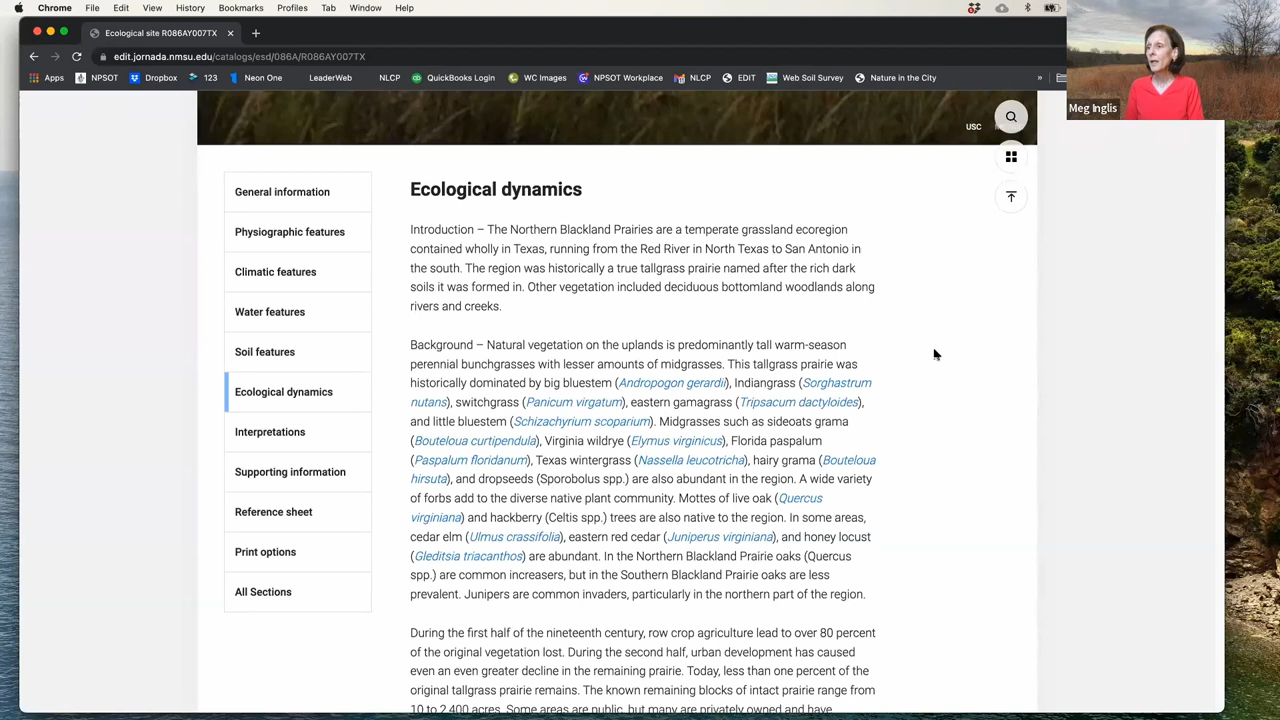 Chrome File Edit View History Bookmarks Profiles Tab Window Help
Ecological site R086AY007TX
edit.jornada.nmsu.edu/catalogs/esd/086A/R086AY007TX
Apps NPSOT Dropbox 123 Neon One LeaderWeb NLCP QuickBooks Login WC Images NPSOT Workplace NLCP EDIT Web Soil Survey Nature in the City »
Meg Inglis
USC
General information
Physiographic features
Climatic features
Water features
Soil features
Ecological dynamics
Interpretations
Supporting information
Reference sheet
Print options
All Sections
Ecological dynamics
Introduction – The Northern Blackland Prairies are a temperate grassland ecoregion
contained wholly in Texas, running from the Red River in North Texas to San Antonio in
the south. The region was historically a true tallgrass prairie named after the rich dark
soils it was formed in. Other vegetation included deciduous bottomland woodlands along
rivers and creeks.
Background – Natural vegetation on the uplands is predominantly tall warm-season
perennial bunchgrasses with lesser amounts of midgrasses. This tallgrass prairie was
historically dominated by big bluestem (Andropogon gerardii), Indiangrass (Sorghastrum
nutans), switchgrass (Panicum virgatum), eastern gamagrass (Tripsacum dactyloides),
and little bluestem (Schizachyrium scoparium). Midgrasses such as sideoats grama
(Bouteloua curtipendula), Virginia wildrye (Elymus virginicus), Florida paspalum
(Paspalum floridanum), Texas wintergrass (Nassella leucotricha), hairy grama (Bouteloua
hirsuta), and dropseeds (Sporobolus spp.) are also abundant in the region. A wide variety
of forbs add to the diverse native plant community. Mottes of live oak (Quercus
virginiana) and hackberry (Celtis spp.) trees are also native to the region. In some areas,
cedar elm (Ulmus crassifolia), eastern red cedar (Juniperus virginiana), and honey locust
(Gleditsia triacanthos) are abundant. In the Northern Blackland Prairie oaks (Quercus
spp.) are common increasers, but in the Southern Blackland Prairie oaks are less
prevalent. Junipers are common invaders, particularly in the northern part of the region.
During the first half of the nineteenth century, row crop agriculture lead to over 80 percent
of the original vegetation lost. During the second half, urban development has caused
even an even greater decline in the remaining prairie. Today, less than one percent of the
original tallgrass prairie remains. The known remaining blocks of intact prairie range from
10 to 2,400 acres. Some areas are public, but many are privately owned and have